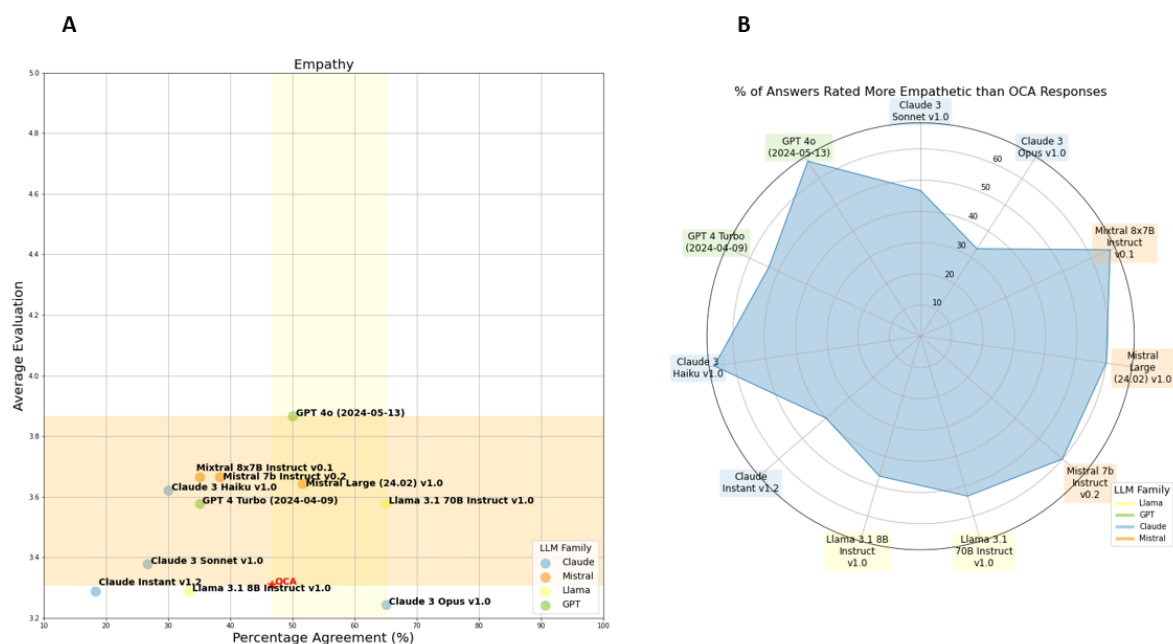 A
B
Empathy
Average Evaluation
5.0
4.8
4.6
4.4
4.2
4.0
3.8
3.6
3.4
3.2
GPT 4o (2024-05-13)
Mixtral 8x7B Instruct v0.1
Mistral 7b Instruct v0.2
Mistral Large (24.02) v1.0
Claude 3 Haiku v1.0
GPT 4 Turbo (2024-04-09)
Llama 3.1 70B Instruct v1.0
Claude 3 Sonnet v1.0
Claude Instant v1.2
OCA
Llama 3.1 8B Instruct v1.0
Claude 3 Opus v1.0
LLM Family
Claude
Mistral
Llama
GPT
10
20
30
40
50
60
70
80
90
100
Percentage Agreement (%)
% of Answers Rated More Empathetic than OCA Responses
Claude 3
Sonnet v1.0
Claude 3
Opus v1.0
Mixtral 8x7B
Instruct
v0.1
Mistral
Large
(24.02) v1.0
Mistral 7b
Instruct
v0.2
Llama 3.1
70B Instruct
v1.0
Llama 3.1 8B
Instruct
v1.0
Claude
Instant v1.2
Claude 3
Haiku v1.0
GPT 4 Turbo
(2024-04-09)
GPT 4o
(2024-05-13)
60
50
40
30
20
10
LLM Family
Llama
GPT
Claude
Mistral